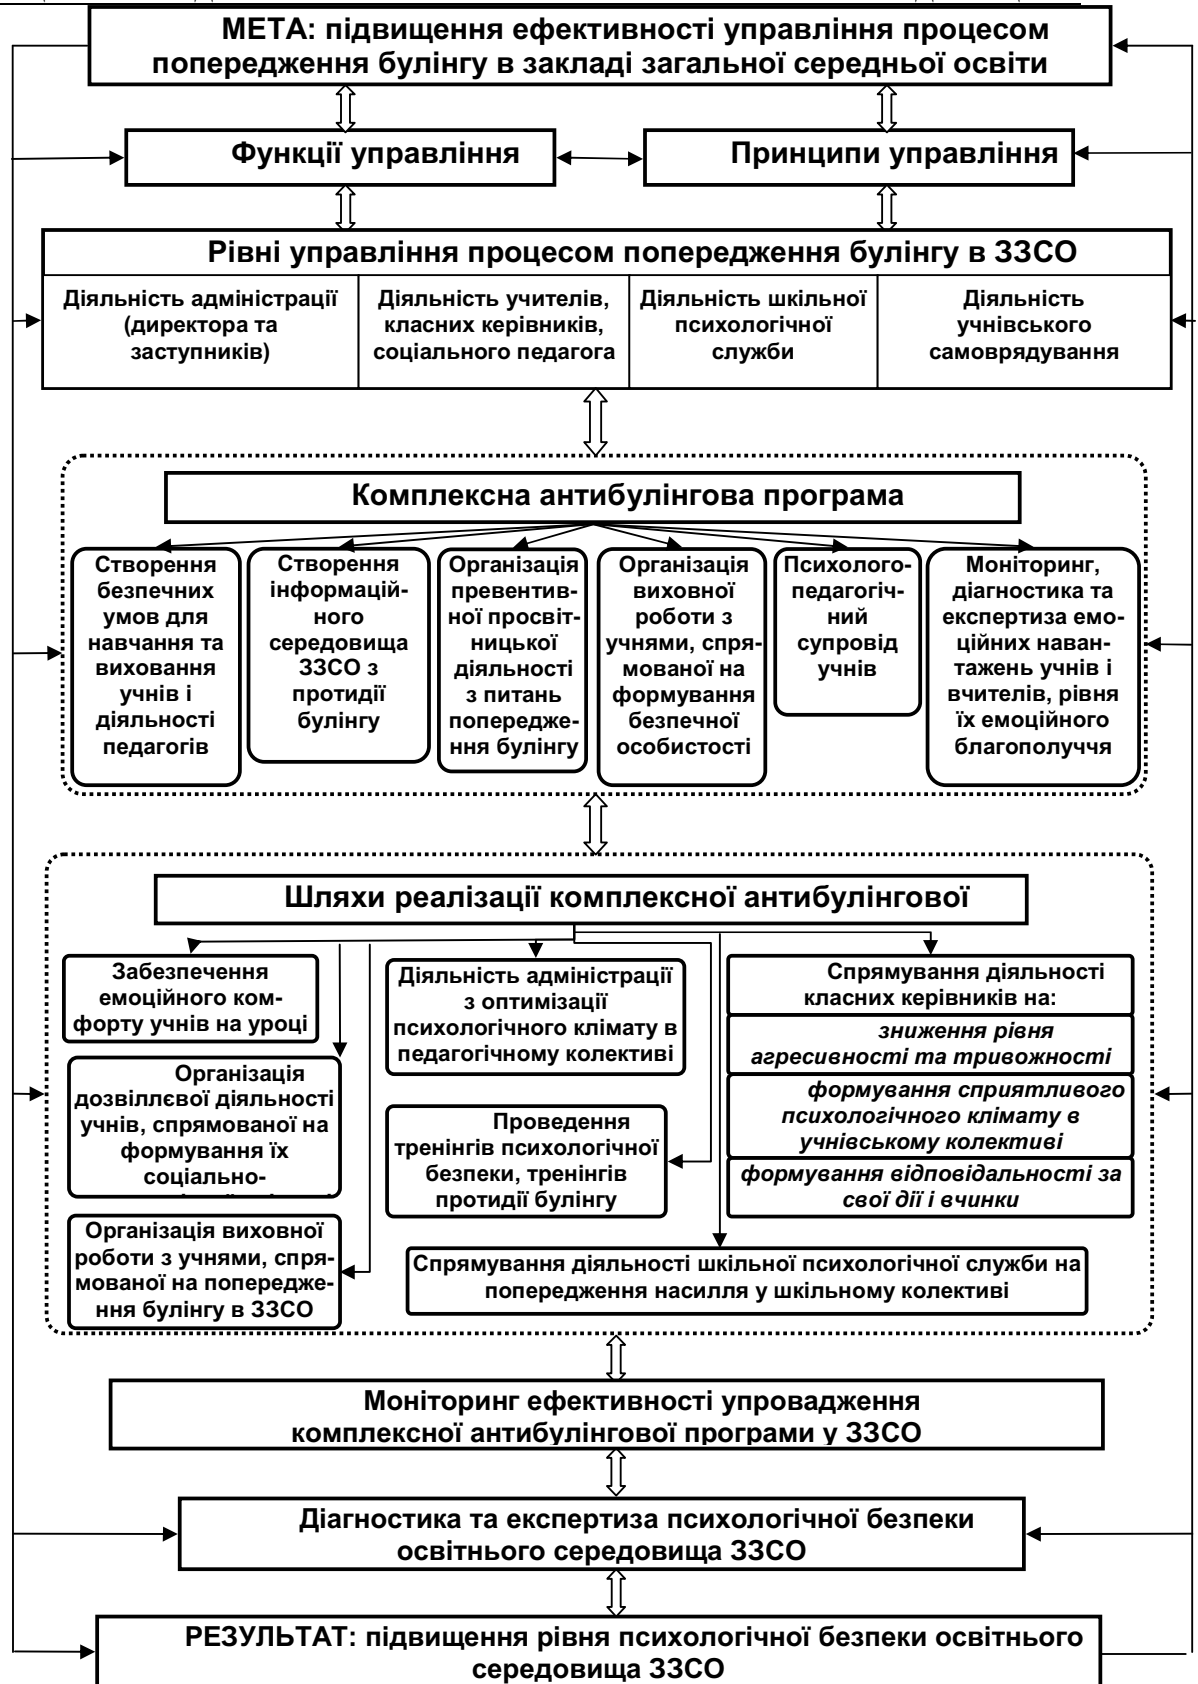 МЕТА: підвищення ефективності управління процесом
попередження булінгу в закладі загальної середньої освіти
Функції управління
Принципи управління
Рівні управління процесом попередження булінгу в ЗЗСО
Діяльність адміністрації
(директора та
заступників)
Діяльність учителів,
класних керівників,
соціального педагога
Діяльність шкільної
психологічної
служби
Діяльність
учнівського
самоврядування
Комплексна антибулінгова програма
Створення
безпечних
умов для
навчання та
виховання
учнів і
діяльності
педагогів
Створення
інформацій-
ного
середовища
ЗЗСО з
протидії
булінгу
Організація
превентив-
ної просвіт-
ницької
діяльності
з питань
попередже-
ння булінгу
Організація
виховної
роботи з
учнями, спря-
мованої на
формування
безпечної
особистості
Психолого-
педагогіч-
ний
супровід
учнів
Моніторинг,
діагностика та
експертиза емо-
ційних наван-
тажень учнів і
вчителів, рівня
їх емоційного
благополуччя
Шляхи реалізації комплексної антибулінгової
Забезпечення
емоційного ком-
форту учнів на уроці
Організація
дозвіллєвої діяльності
учнів, спрямованої на
формування їх
соціально-
Організація виховної
роботи з учнями, спря-
мованої на попередже-
ння булінгу в ЗЗСО
Діяльність адміністрації
з оптимізації
психологічного клімату в
педагогічному колективі
Проведення
тренінгів психологічної
безпеки, тренінгів
протидії булінгу
Спрямування діяльності
класних керівників на:
зниження рівня
агресивності та тривожності
формування сприятливого
психологічного клімату в
учнівському колективі
формування відповідальності за
свої дії і вчинки
Спрямування діяльності шкільної психологічної служби на
попередження насилля у шкільному колективі
Моніторинг ефективності упровадження
комплексної антибулінгової програми у ЗЗСО
Діагностика та експертиза психологічної безпеки
освітнього середовища ЗЗСО
РЕЗУЛЬТАТ: підвищення рівня психологічної безпеки освітнього
середовища ЗЗСО